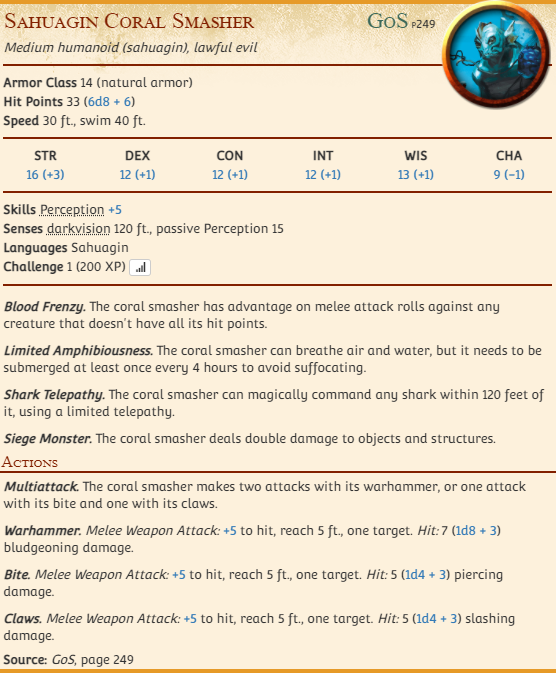 Sahuagin Coral Smasher GoS p249
Medium humanoid (sahuagin), lawful evil
Armor Class 14 (natural armor)
Hit Points 33 (6d8 + 6)
Speed 30 ft., swim 40 ft.
STR DEX CON INT WIS CHA
16 (+3) 12 (+1) 12 (+1) 12 (+1) 13 (+1) 9 (−1)
Skills Perception +5
Senses darkvision 120 ft., passive Perception 15
Languages Sahuagin
Challenge 1 (200 XP)
Blood Frenzy. The coral smasher has advantage on melee attack rolls against any
creature that doesn't have all its hit points.
Limited Amphibiousness. The coral smasher can breathe air and water, but it needs to be
submerged at least once every 4 hours to avoid suffocating.
Shark Telepathy. The coral smasher can magically command any shark within 120 feet of
it, using a limited telepathy.
Siege Monster. The coral smasher deals double damage to objects and structures.
Actions
Multiattack. The coral smasher makes two attacks with its warhammer, or one attack
with its bite and one with its claws.
Warhammer. Melee Weapon Attack: +5 to hit, reach 5 ft., one target. Hit: 7 (1d8 + 3)
bludgeoning damage.
Bite. Melee Weapon Attack: +5 to hit, reach 5 ft., one target. Hit: 5 (1d4 + 3) piercing
damage.
Claws. Melee Weapon Attack: +5 to hit, reach 5 ft., one target. Hit: 5 (1d4 + 3) slashing
damage.
Source: GoS, page 249